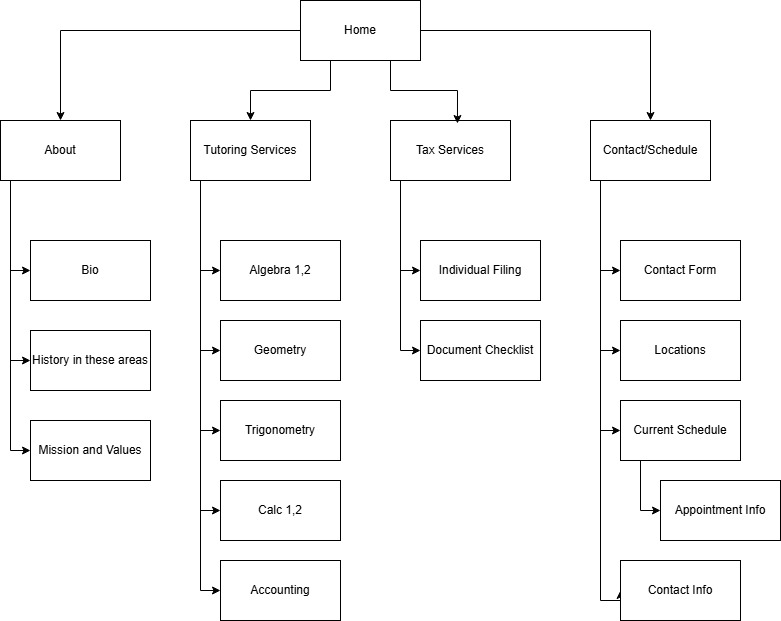 Home
About
Tutoring Services
Tax Services
Contact/Schedule
Bio
History in these areas
Mission and Values
Algebra 1,2
Geometry
Trigonometry
Calc 1,2
Accounting
Individual Filing
Document Checklist
Contact Form
Locations
Current Schedule
Appointment Info
Contact Info